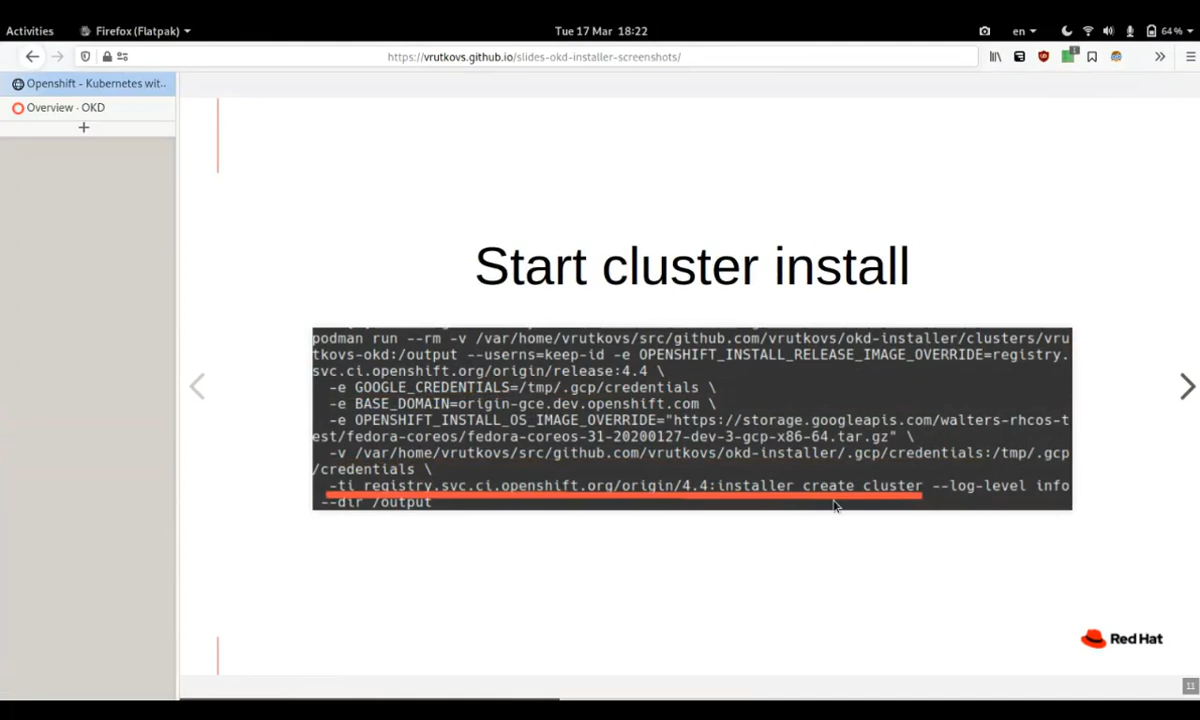 Activities Firefox (Flatpak) Tue 17 Mar 18:22 en 64 %
https://vrutkovs.github.io/slides-okd-installer-screenshots/
Openshift - Kubernetes wit..
Overview · OKD
Start cluster install
podman run --rm -v /var/home/vrutkovs/src/github.com/vrutkovs/okd-installer/clusters/vru
tkovs-okd:/output --userns=keep-id -e OPENSHIFT_INSTALL_RELEASE_IMAGE_OVERRIDE=registry.
svc.ci.openshift.org/origin/release:4.4 \
-e GOOGLE_CREDENTIALS=/tmp/.gcp/credentials \
-e BASE_DOMAIN=origin-gce.dev.openshift.com \
-e OPENSHIFT_INSTALL_OS_IMAGE_OVERRIDE="https://storage.googleapis.com/walters-rhcos-t
est/fedora-coreos/fedora-coreos-31-20200127-dev-3-gcp-x86-64.tar.gz" \
-v /var/home/vrutkovs/src/github.com/vrutkovs/okd-installer/.gcp/credentials:/tmp/.gcp
/credentials \
-ti registry.svc.ci.openshift.org/origin/4.4:installer create cluster --log-level info
--dir /output
Red Hat
11